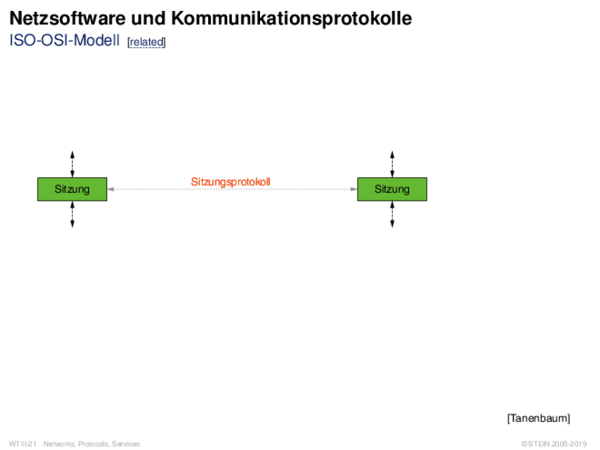 Netzsoftware und Kommunikationsprotokolle
ISO-OSI-Modell [related]
Sitzungsprotokoll
Sitzung Sitzung
[Tanenbaum]
WT:II-21 Networks, Protocols, Services © STEIN 2005-2019